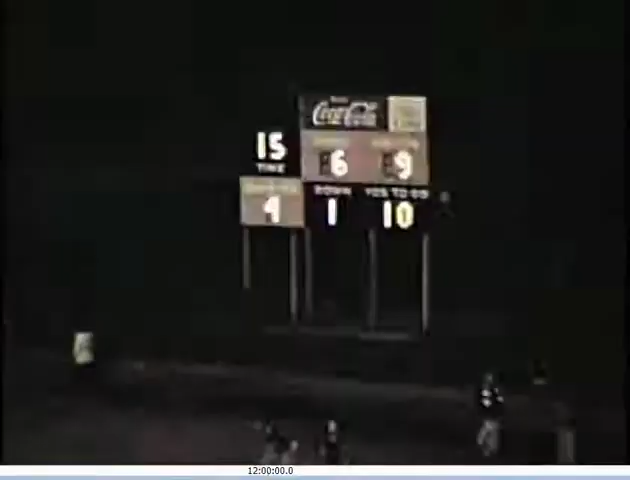 Coca-Cola
15
TIME
6 9
DOWN YDS TO GO
4 1 10
12:00:00.0